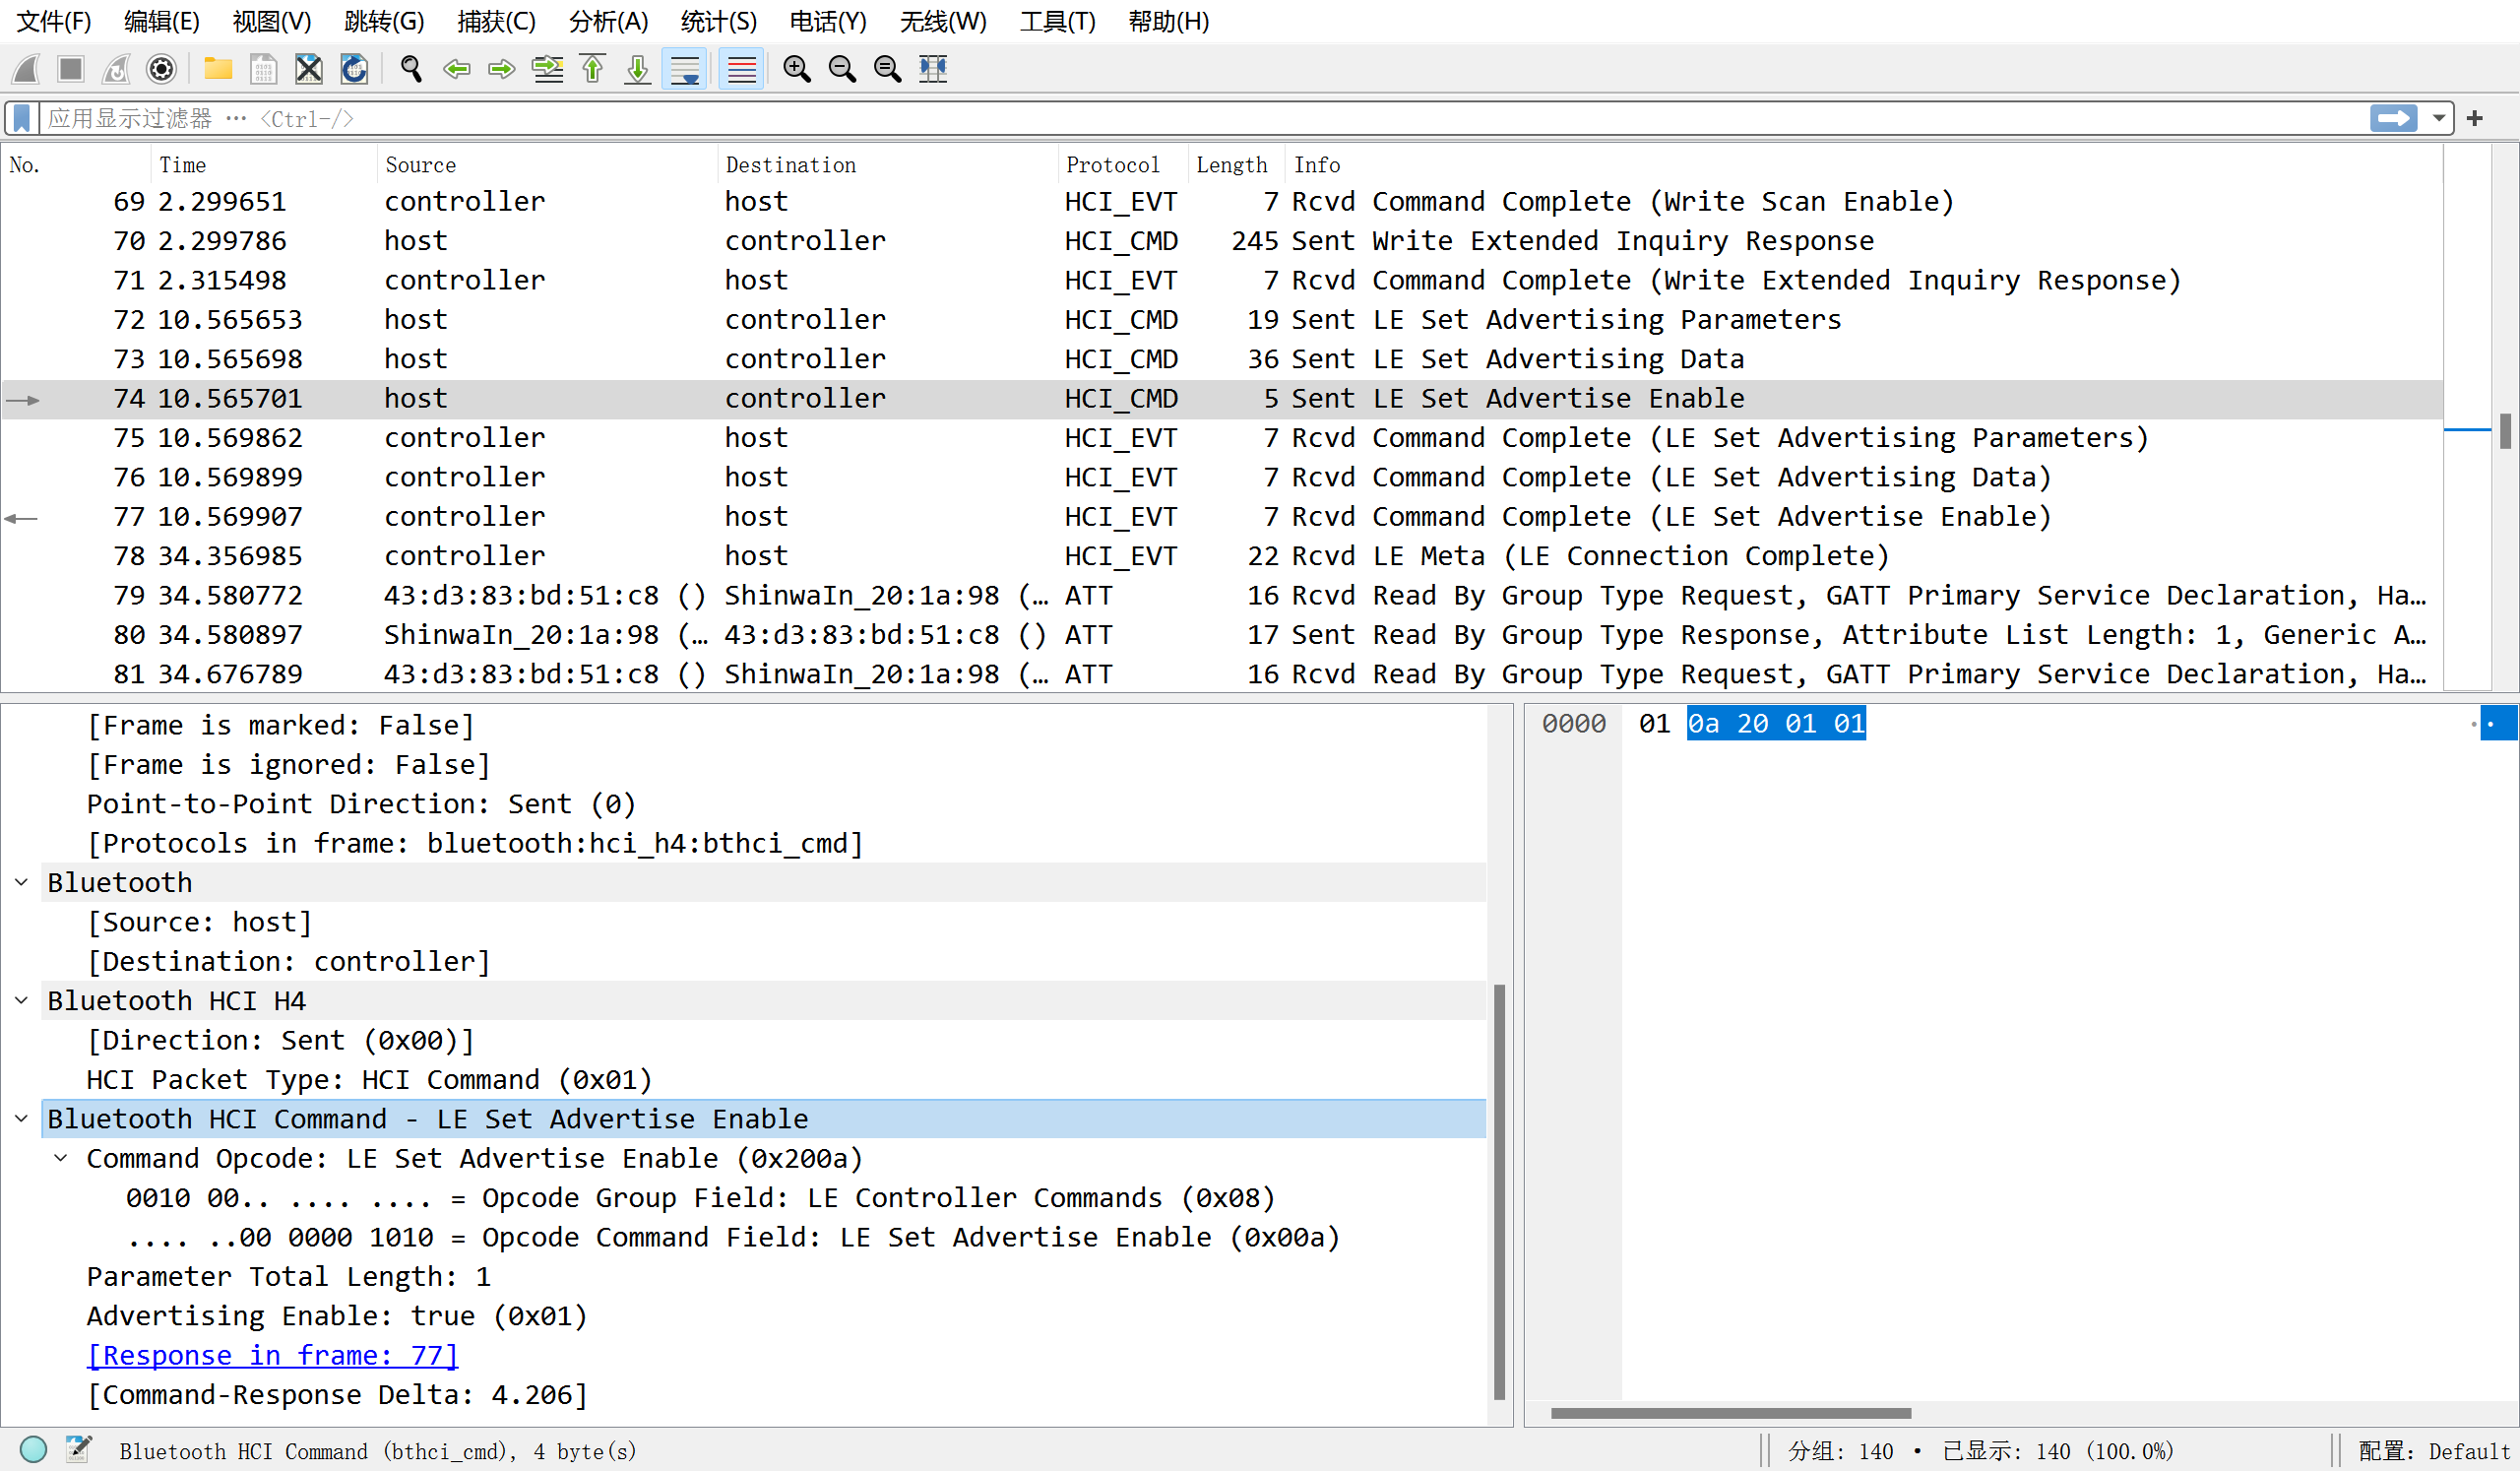 文件(F) 编辑(E) 视图(V) 跳转(G) 捕获(C) 分析(A) 统计(S) 电话(Y) 无线(W) 工具(T) 帮助(H)
应用显示过滤器 … <Ctrl-/>
No. Time Source Destination Protocol Length Info
69 2.299651 controller host HCI_EVT 7 Rcvd Command Complete (Write Scan Enable)
70 2.299786 host controller HCI_CMD 245 Sent Write Extended Inquiry Response
71 2.315498 controller host HCI_EVT 7 Rcvd Command Complete (Write Extended Inquiry Response)
72 10.565653 host controller HCI_CMD 19 Sent LE Set Advertising Parameters
73 10.565698 host controller HCI_CMD 36 Sent LE Set Advertising Data
74 10.565701 host controller HCI_CMD 5 Sent LE Set Advertise Enable
75 10.569862 controller host HCI_EVT 7 Rcvd Command Complete (LE Set Advertising Parameters)
76 10.569899 controller host HCI_EVT 7 Rcvd Command Complete (LE Set Advertising Data)
77 10.569907 controller host HCI_EVT 7 Rcvd Command Complete (LE Set Advertise Enable)
78 34.356985 controller host HCI_EVT 22 Rcvd LE Meta (LE Connection Complete)
79 34.580772 43:d3:83:bd:51:c8 () ShinwaIn_20:1a:98 (… ATT 16 Rcvd Read By Group Type Request, GATT Primary Service Declaration, Ha…
80 34.580897 ShinwaIn_20:1a:98 (… 43:d3:83:bd:51:c8 () ATT 17 Sent Read By Group Type Response, Attribute List Length: 1, Generic A…
81 34.676789 43:d3:83:bd:51:c8 () ShinwaIn_20:1a:98 (… ATT 16 Rcvd Read By Group Type Request, GATT Primary Service Declaration, Ha…
[Frame is marked: False]
[Frame is ignored: False]
Point-to-Point Direction: Sent (0)
[Protocols in frame: bluetooth:hci_h4:bthci_cmd]
Bluetooth
[Source: host]
[Destination: controller]
Bluetooth HCI H4
[Direction: Sent (0x00)]
HCI Packet Type: HCI Command (0x01)
Bluetooth HCI Command - LE Set Advertise Enable
Command Opcode: LE Set Advertise Enable (0x200a)
0010 00.. .... .... = Opcode Group Field: LE Controller Commands (0x08)
.... ..00 0000 1010 = Opcode Command Field: LE Set Advertise Enable (0x00a)
Parameter Total Length: 1
Advertising Enable: true (0x01)
[Response in frame: 77]
[Command-Response Delta: 4.206]
0000 01 0a 20 01 01 ··
Bluetooth HCI Command (bthci_cmd), 4 byte(s)
分组: 140 · 已显示: 140 (100.0%)
配置: Default